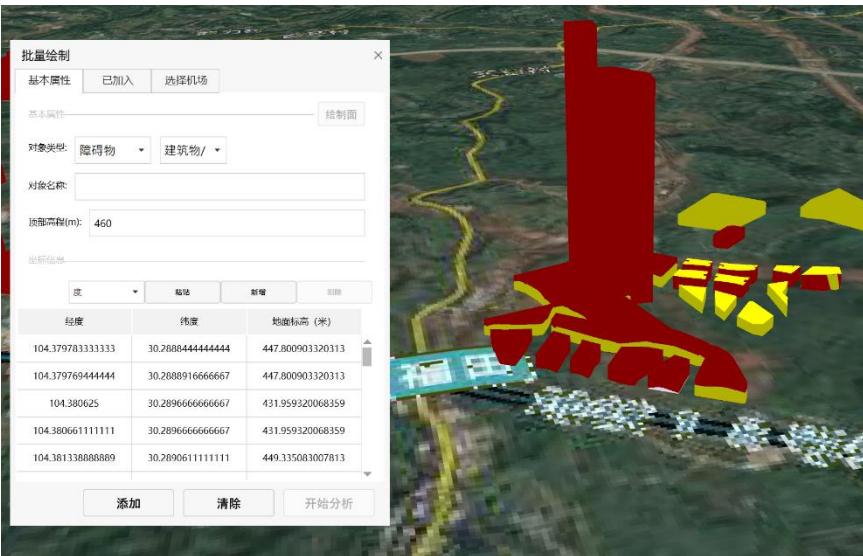 批量绘制 ×
基本属性 已加入 选择机场
基本属性 绘制面
对象类型: 障碍物 建筑物/
对象名称:
顶部高程(m): 460
坐标信息
度 粘贴 新增 删除
经度 纬度 地面标高（米）
104.379783333333 30.2888444444444 447.800903320313
104.379769444444 30.2888916666667 447.800903320313
104.380625 30.2896666666667 431.959320068359
104.380661111111 30.2896666666667 431.959320068359
104.381338888889 30.2890611111111 449.335083007813
添加 清除 开始分析